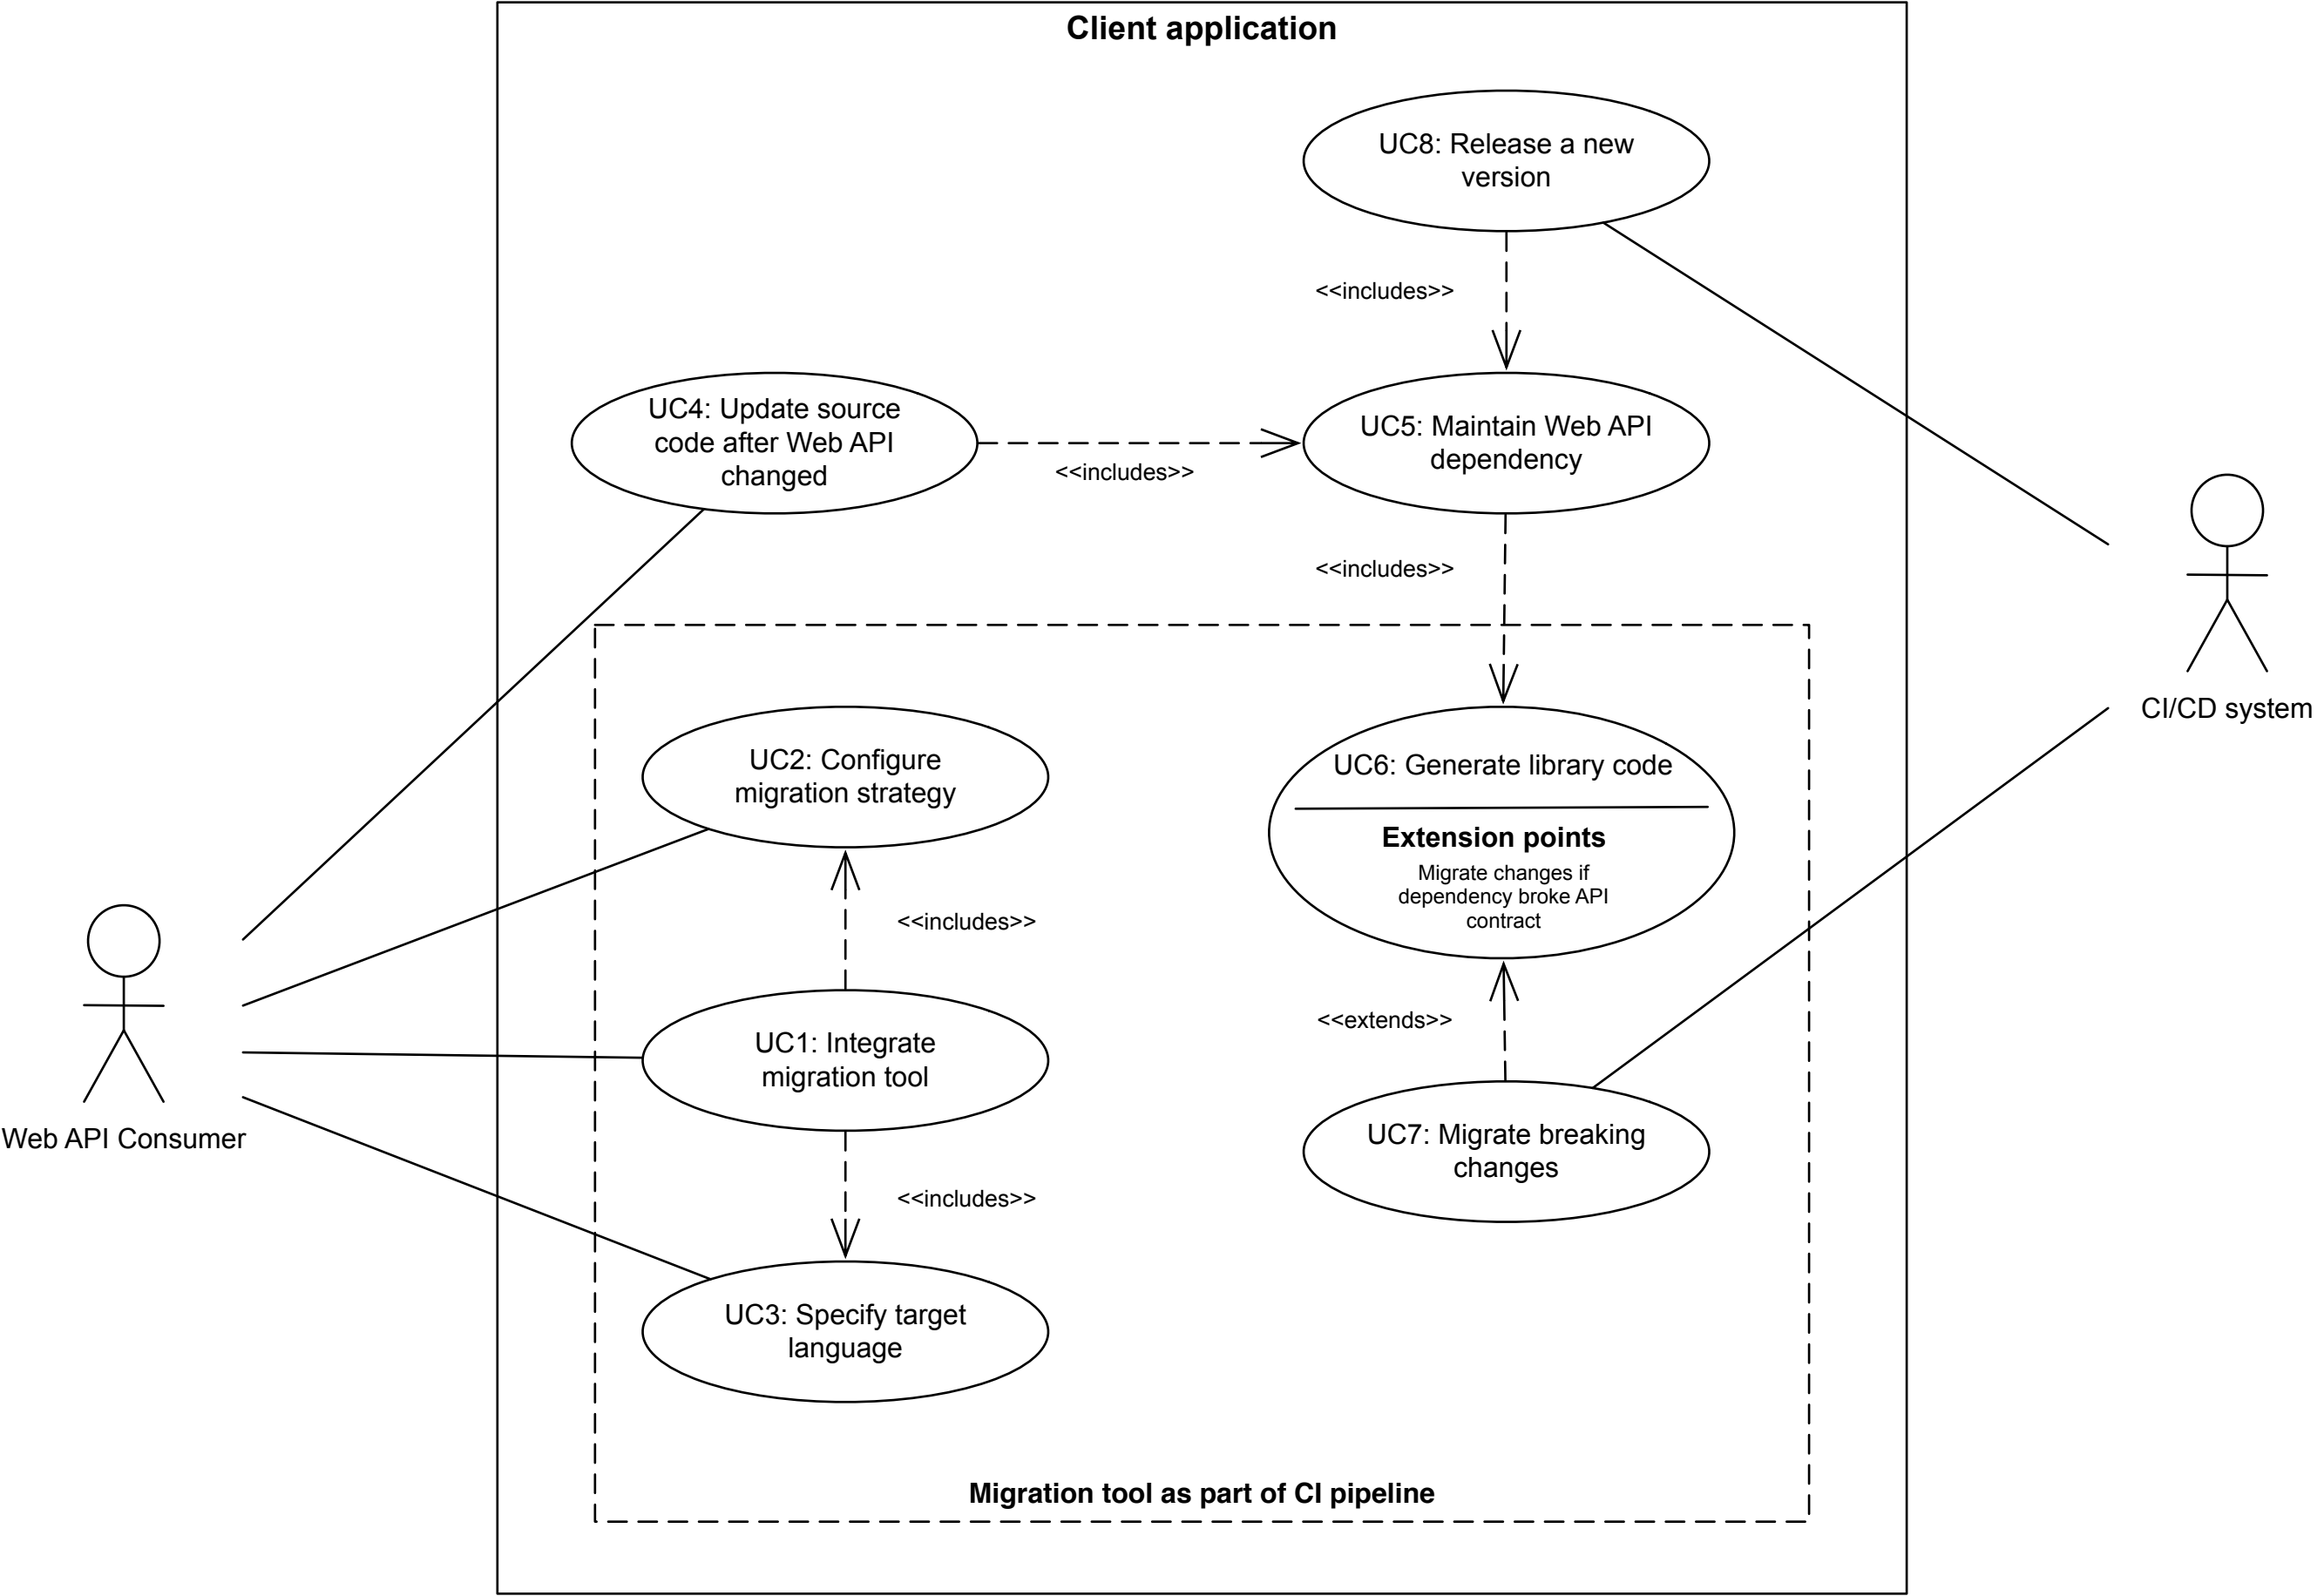 Client application
UC8: Release a new
version
<<includes>>
UC4: Update source
code after Web API
changed
<<includes>>
UC5: Maintain Web API
dependency
<<includes>>
CI/CD system
UC2: Configure
migration strategy
UC6: Generate library code
Extension points
Migrate changes if
dependency broke API
contract
<<includes>>
<<extends>>
UC1: Integrate
migration tool
Web API Consumer
UC7: Migrate breaking
changes
<<includes>>
UC3: Specify target
language
Migration tool as part of CI pipeline